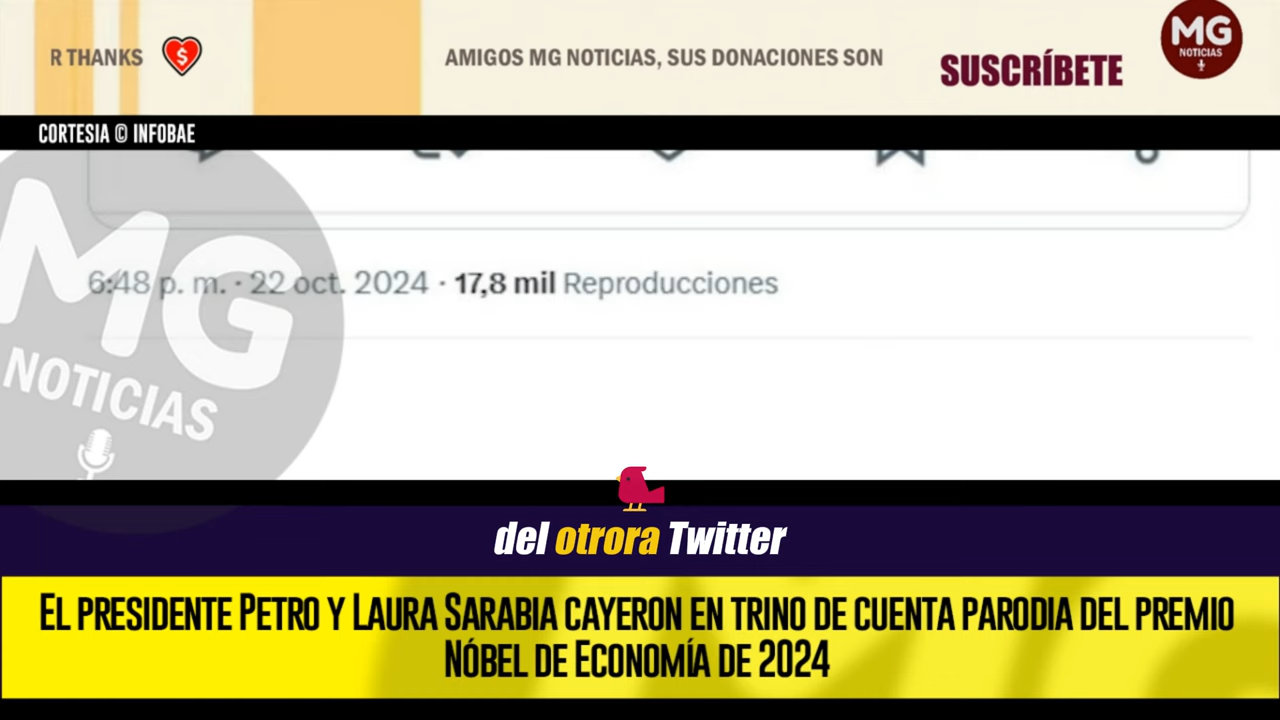 R THANKS
AMIGOS MG NOTICIAS, SUS DONACIONES SON
SUSCRÍBETE
MG
NOTICIAS
CORTESIA © INFOBAE
MG
NOTICIAS
6:48 p. m. · 22 oct. 2024 · 17,8 mil Reproducciones
del otrora Twitter
EL PRESIDENTE PETRO Y LAURA SARABIA CAYERON EN TRINO DE CUENTA PARODIA DEL PREMIO
NÓBEL DE ECONOMÍA DE 2024